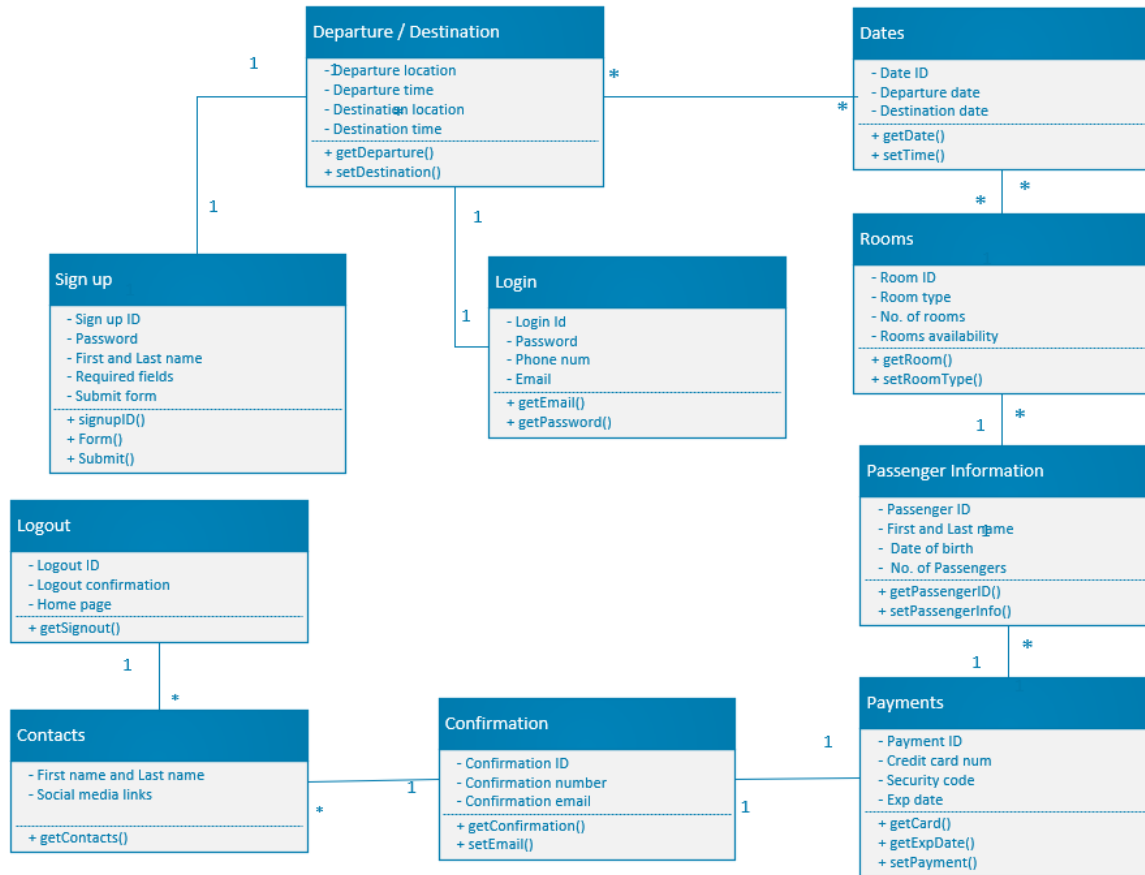 Departure / Destination
- Departure location
1
- Departure time
- Destination location
*
- Destination time
+ getDeparture()
+ setDestination()
1
1
*
*
Dates
- Date ID
- Departure date
- Destination date
+ getDate()
+ setTime()
*
*
1
1
Sign up
- Sign up ID
- Password
- First and Last name
- Required fields
- Submit form
+ signupID()
+ Form()
+ Submit()
Login
- Login Id
- Password
- Phone num
- Email
+ getEmail()
+ getPassword()
Rooms
- Room ID
- Room type
- No. of rooms
- Rooms availability
+ getRoom()
+ setRoomType()
*
1
Passenger Information
- Passenger ID
- First and Last name
1
- Date of birth
- No. of Passengers
+ getPassengerID()
+ setPassengerInfo()
*
1
Logout
- Logout ID
- Logout confirmation
- Home page
+ getSignout()
1
*
Contacts
- First name and Last name
- Social media links
+ getContacts()
1
*
Confirmation
- Confirmation ID
- Confirmation number
- Confirmation email
+ getConfirmation()
+ setEmail()
1
1
Payments
- Payment ID
- Credit card num
- Security code
- Exp date
+ getCard()
+ getExpDate()
+ setPayment()